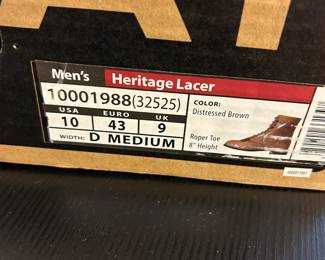 Men's Heritage Lacer
10001988(32525)
USA EURO UK
10 43 9
WIDTH: D MEDIUM
COLOR:
Distressed Brown
Roper Toe
8" Height